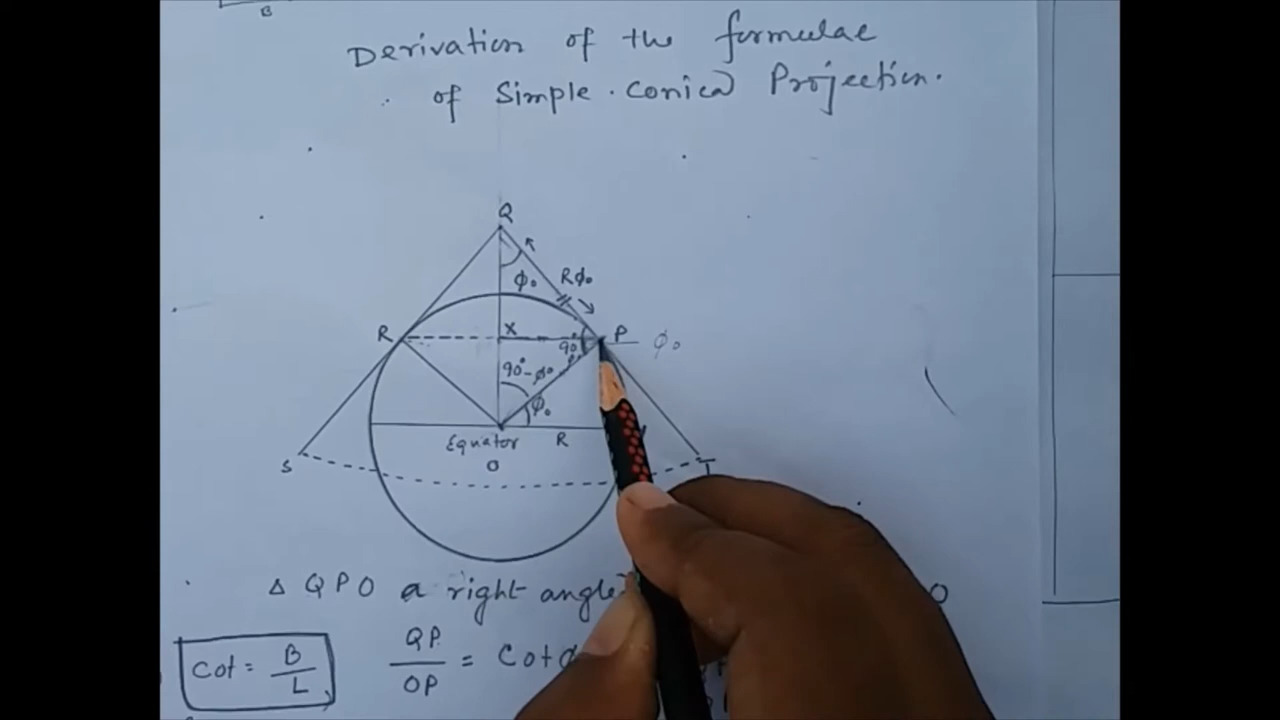 B
Derivation of the formulae
of Simple conical Projection.
Q
ϕ₀
Rϕ₀
R
X
90°
P
ϕ₀
90°-ϕ₀
ϕ₀
Equator
R
O
S
T
Δ QPO a right angle
O
Cot = B/L
QP/OP = Cot